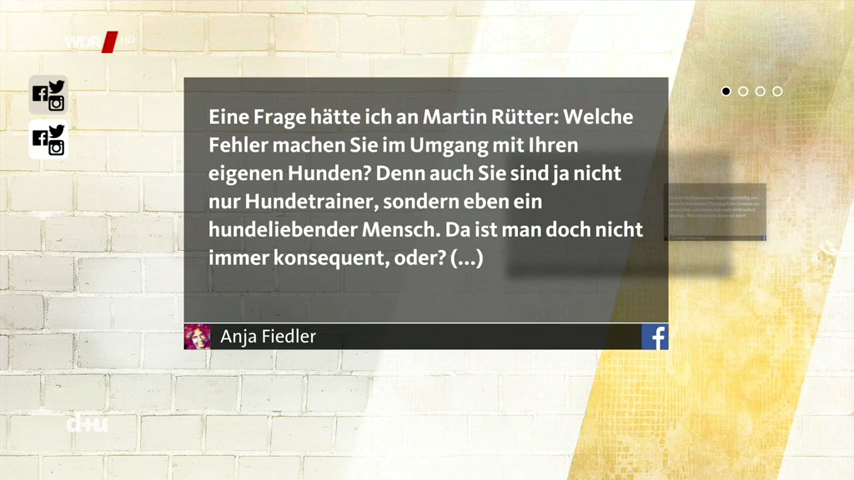 WDR HD
Eine Frage hätte ich an Martin Rütter: Welche
Fehler machen Sie im Umgang mit Ihren
eigenen Hunden? Denn auch Sie sind ja nicht
nur Hundetrainer, sondern eben ein
hundeliebender Mensch. Da ist man doch nicht
immer konsequent, oder? (...)
Anja Fiedler
d+u